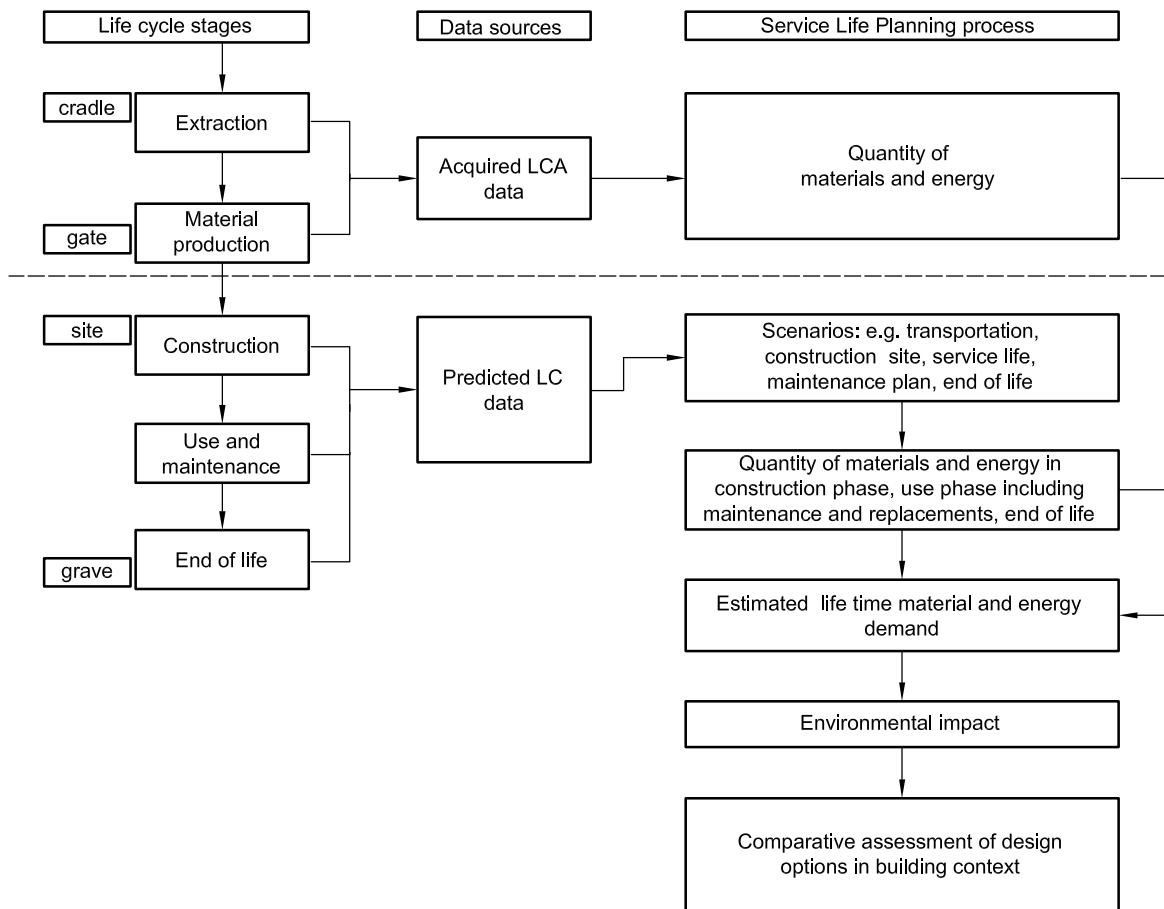 Life cycle stages
Data sources
Service Life Planning process
cradle
Extraction
Acquired LCA
data
Quantity of
materials and energy
gate
Material
production
site
Construction
Predicted LC
data
Scenarios: e.g. transportation,
construction site, service life,
maintenance plan, end of life
Use and
maintenance
Quantity of materials and energy in
construction phase, use phase including
maintenance and replacements, end of life
grave
End of life
Estimated life time material and energy
demand
Environmental impact
Comparative assessment of design
options in building context